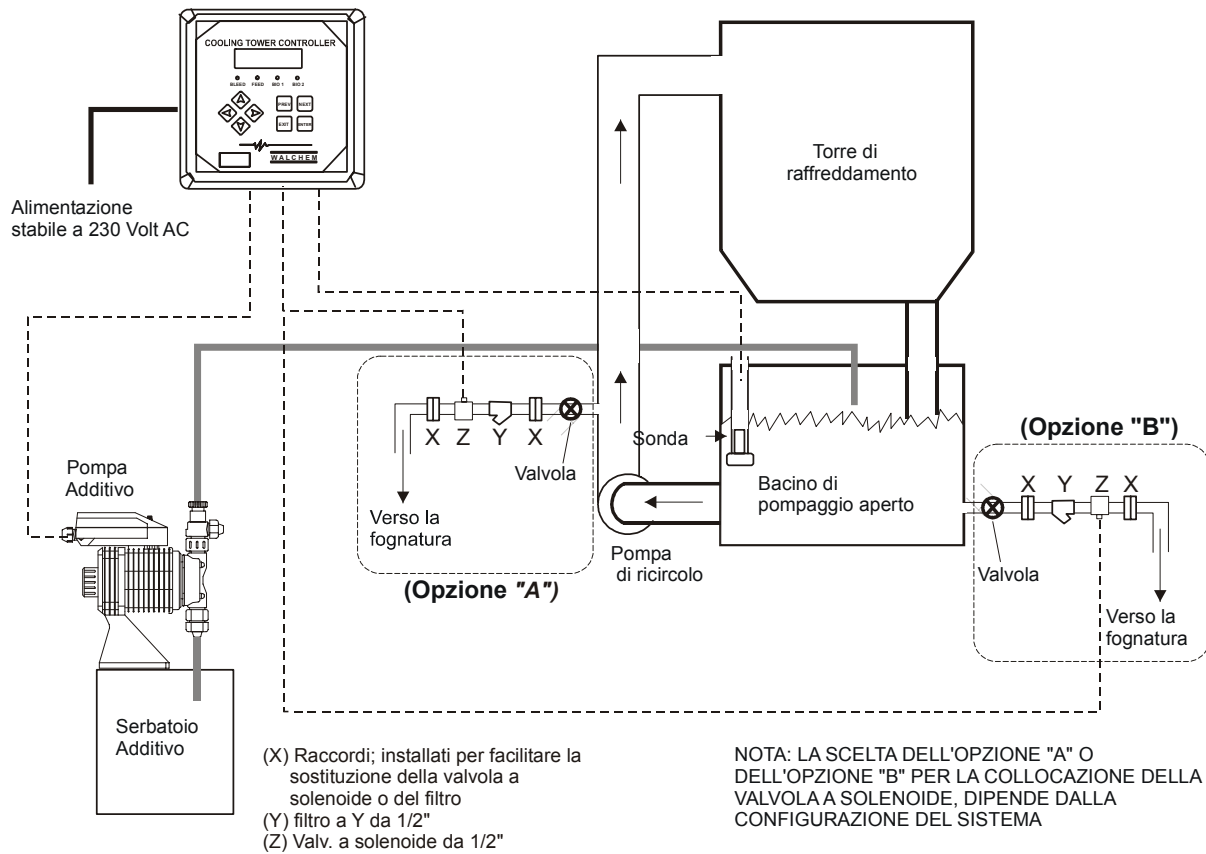 COOLING TOWER CONTROLLER
BLEED FEED BIO 1 BIO 2
PREV NEXT
EXIT ENTER
WALCHEM
Alimentazione
stabile a 230 Volt AC
Torre di
raffreddamento
X Z Y X
Valvola
Verso la
fognatura
(Opzione "A")
Sonda
Bacino di
pompaggio aperto
Pompa
di ricircolo
(Opzione "B")
X Y Z X
Valvola
Verso la
fognatura
Pompa
Additivo
Serbatoio
Additivo
(X) Raccordi; installati per facilitare la
sostituzione della valvola a
solenoide o del filtro
(Y) filtro a Y da 1/2"
(Z) Valv. a solenoide da 1/2"
NOTA: LA SCELTA DELL'OPZIONE "A" O
DELL'OPZIONE "B" PER LA COLLOCAZIONE DELLA
VALVOLA A SOLENOIDE, DIPENDE DALLA
CONFIGURAZIONE DEL SISTEMA